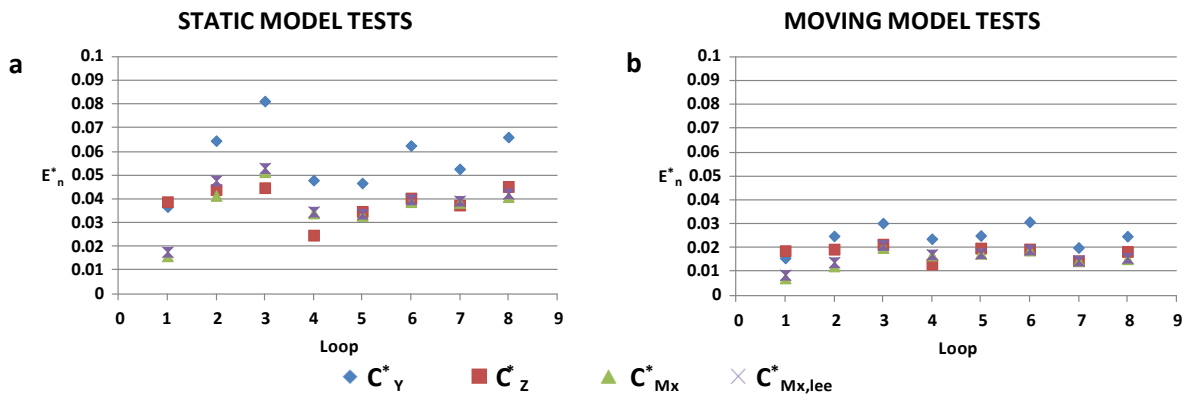 STATIC MODEL TESTS
MOVING MODEL TESTS
a
0.1
0.09
0.08
0.07
0.06
0.05
0.04
0.03
0.02
0.01
0
E*n
0 1 2 3 4 5 6 7 8 9
Loop
b
0.1
0.09
0.08
0.07
0.06
0.05
0.04
0.03
0.02
0.01
0
E*n
0 1 2 3 4 5 6 7 8 9
Loop
C*Y C*Z C*Mx C*Mx,lee